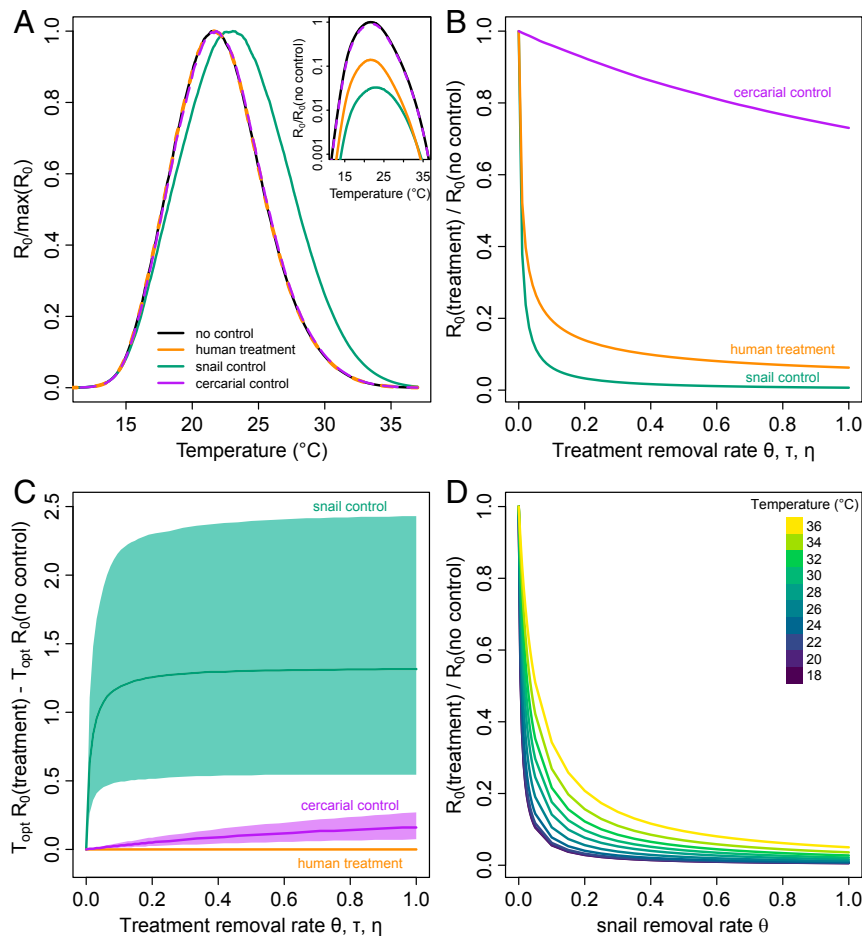 A
R0/max(R0)
1.0
0.8
0.6
0.4
0.2
0.0
15
20
25
30
35
Temperature (°C)
no control
human treatment
snail control
cercarial control
R0/R0(no control)
1
0.1
0.01
0.001
15
25
35
Temperature (°C)
B
R0(treatment) / R0(no control)
1.0
0.8
0.6
0.4
0.2
0.0
cercarial control
human treatment
snail control
0.0
0.2
0.4
0.6
0.8
1.0
Treatment removal rate θ, τ, η
C
Topt R0(treatment) - Topt R0(no control)
2.5
2.0
1.5
1.0
0.5
0.0
snail control
cercarial control
human treatment
0.0
0.2
0.4
0.6
0.8
1.0
Treatment removal rate θ, τ, η
D
R0(treatment) / R0(no control)
1.0
0.8
0.6
0.4
0.2
0.0
Temperature (°C)
36
34
32
30
28
26
24
22
20
18
0.0
0.2
0.4
0.6
0.8
1.0
snail removal rate θ